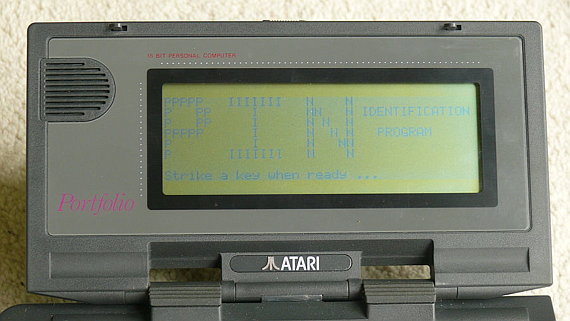 16 BIT PERSONAL COMPUTER
PPPPP IIIIIII N N
P PP I NN N IDENTIFICATION
P PP I N N N
PPPPP I N N N PROGRAM
P I N NN
P IIIIIII N N
Strike a key when ready ...
Portfolio
ATARI